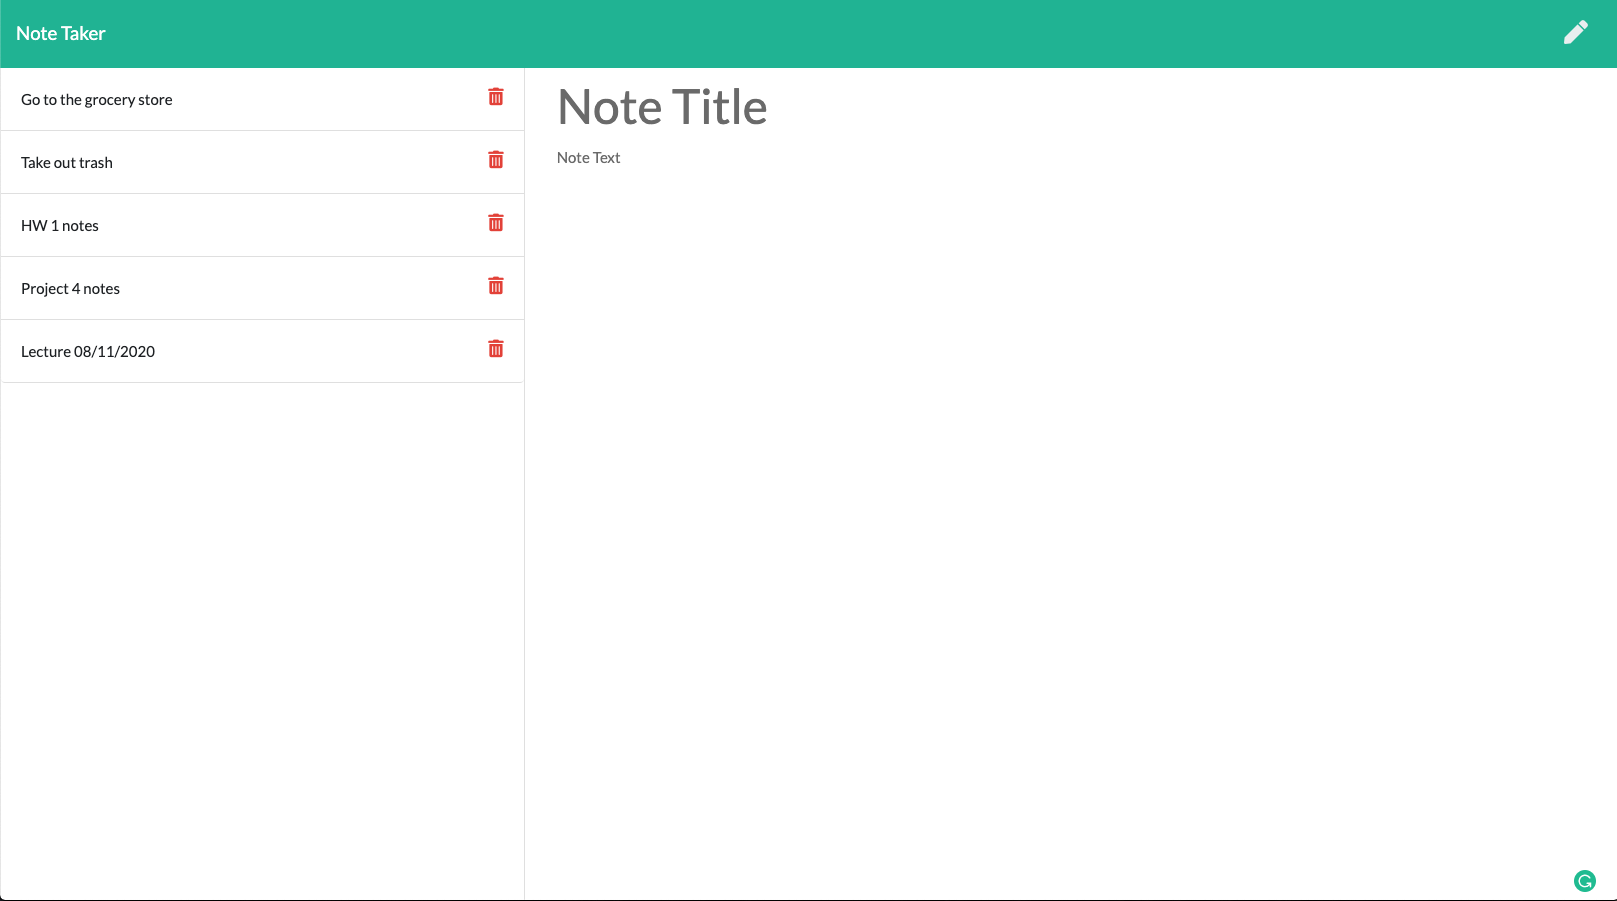 Note Taker
Go to the grocery store
Take out trash
HW 1 notes
Project 4 notes
Lecture 08/11/2020
Note Title
Note Text